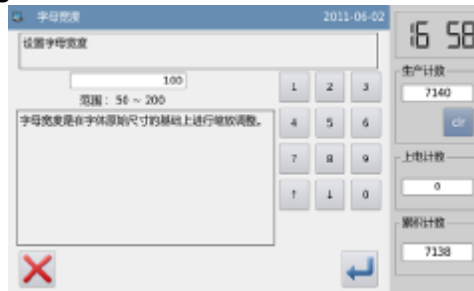 字母宽度 2011-06-02
16 58
设置字母宽度
100
范围: 50 ~ 200
字母宽度是在字体原始尺寸的基础上进行缩放调整。
1 2 3
4 5 6
7 8 9
↑ ↓ 0
生产计数
7140
clr
上电计数
0
累积计数
7138